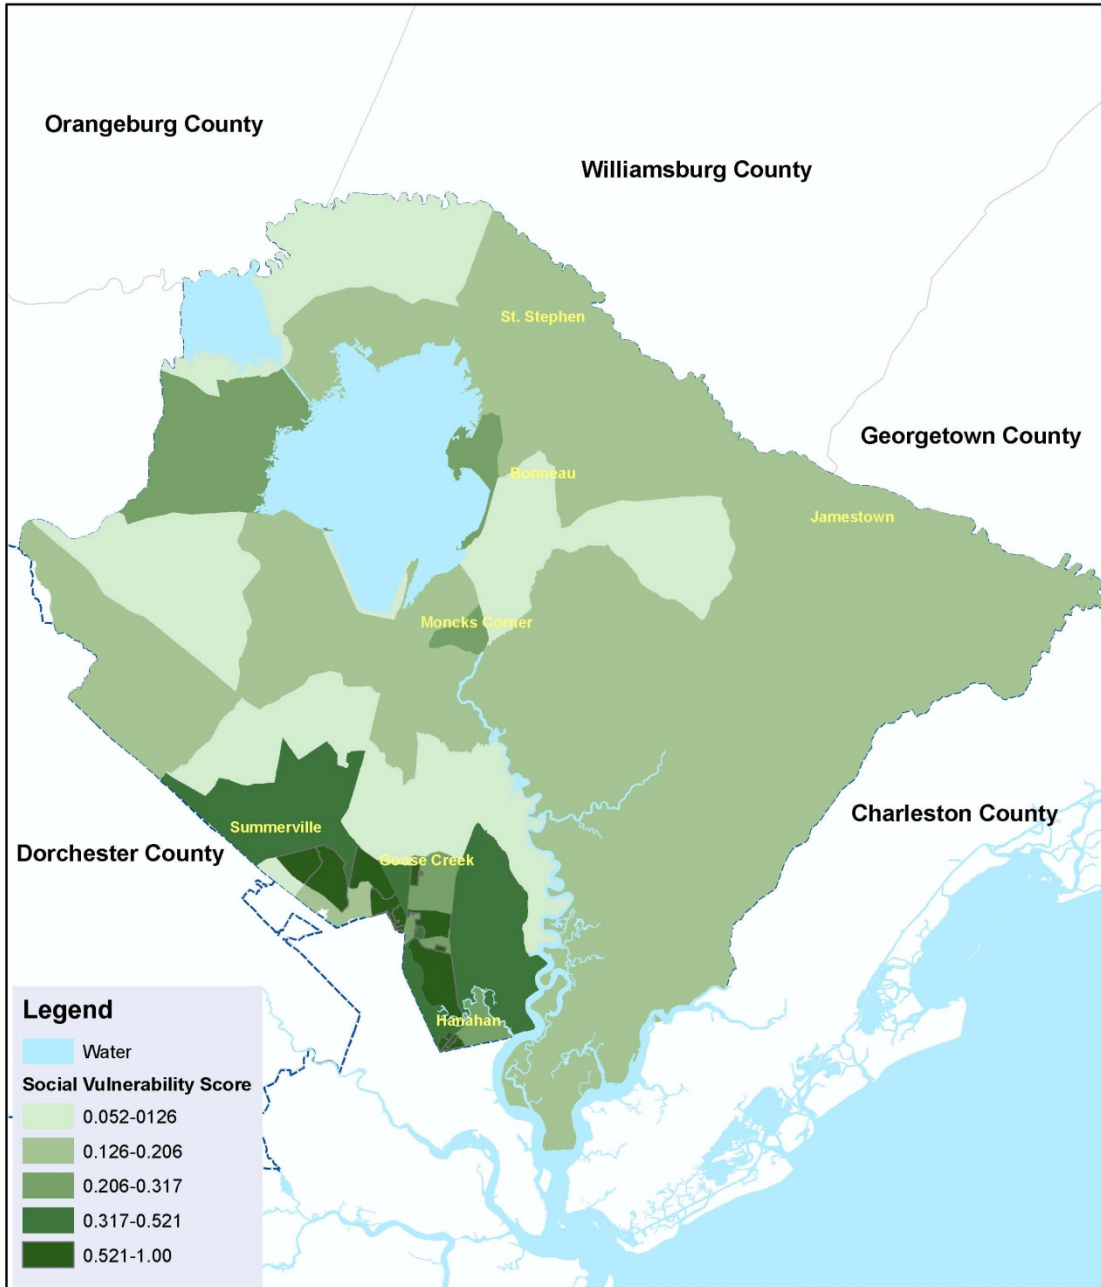 Orangeburg County
Williamsburg County
St. Stephen
Georgetown County
Bonneau
Jamestown
Moncks Corner
Charleston County
Summerville
Dorchester County
Goose Creek
Hanahan
Legend
Water
Social Vulnerability Score
0.052-0126
0.126-0.206
0.206-0.317
0.317-0.521
0.521-1.00